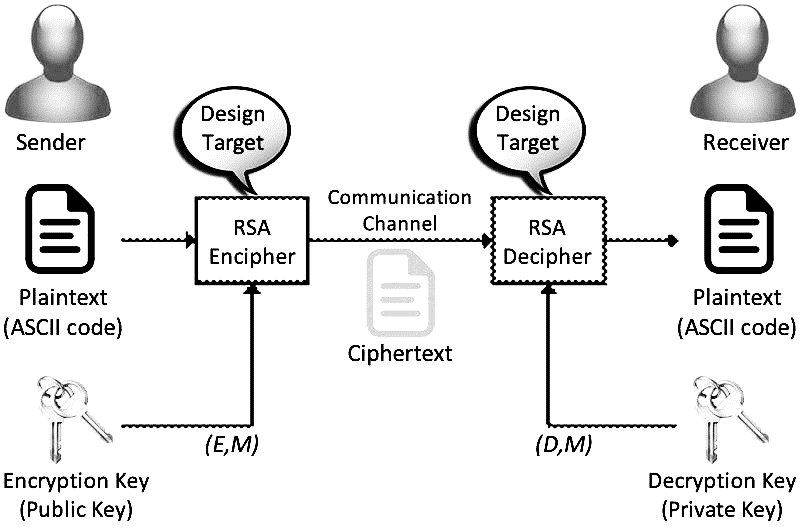 Sender
Design
Target
Design
Target
Receiver
Communication
Channel
RSA
Encipher
RSA
Decipher
Plaintext
(ASCII code)
Ciphertext
Plaintext
(ASCII code)
(E,M)
(D,M)
Encryption Key
(Public Key)
Decryption Key
(Private Key)